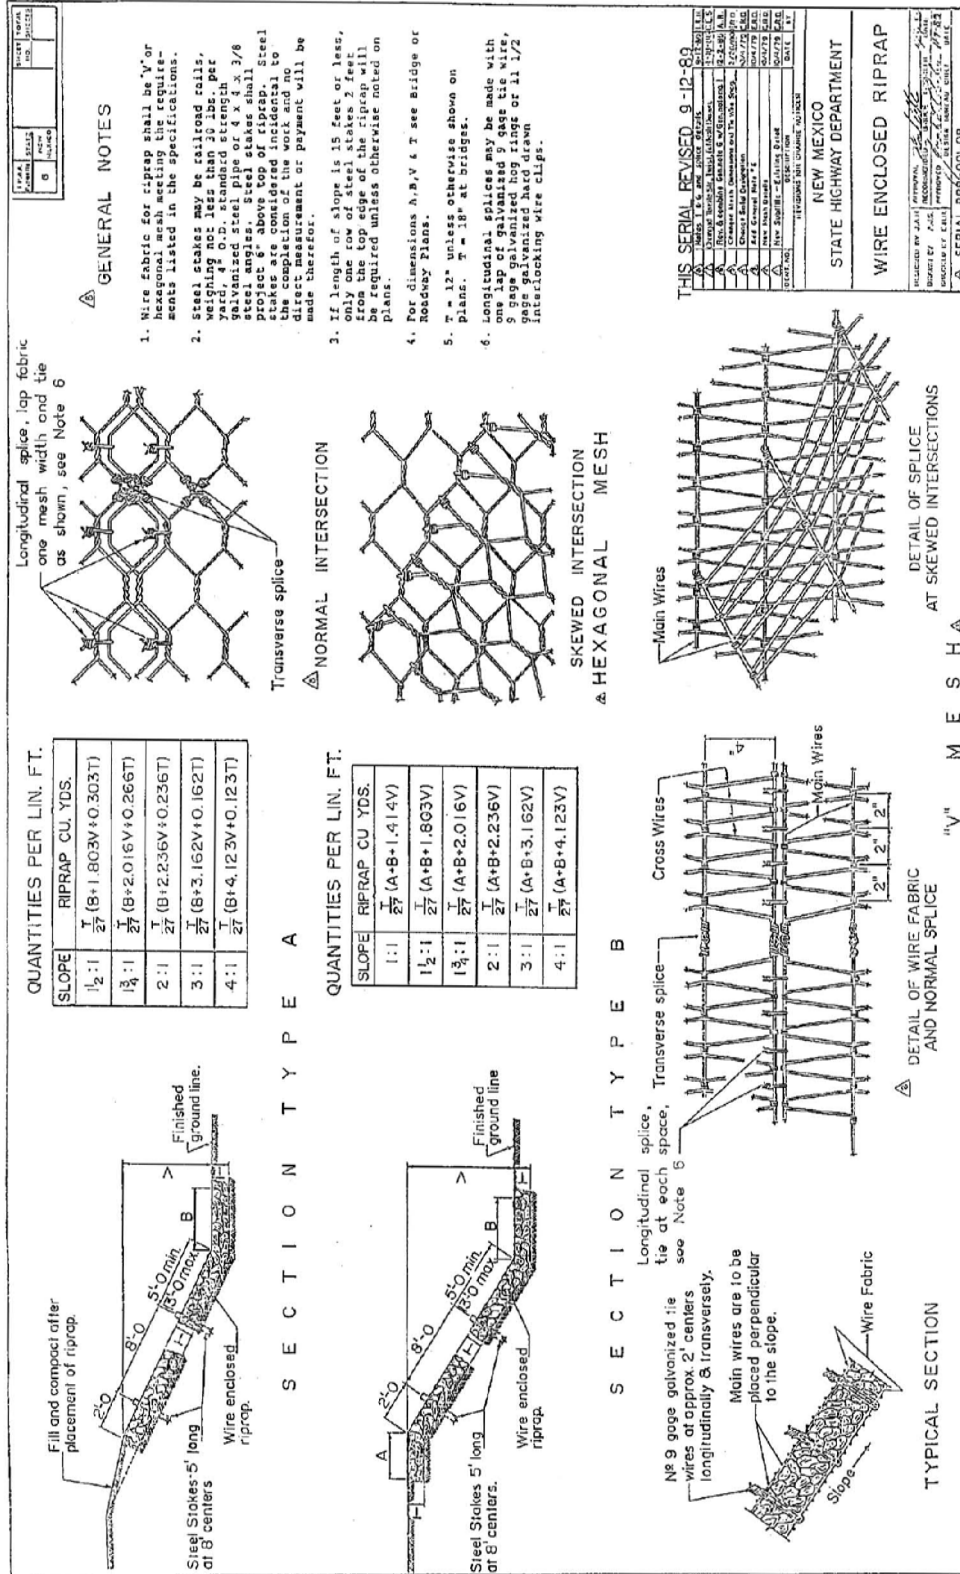 GENERAL NOTES
1. Wire fabric for riprap shall be "V" or
hexagonal mesh meeting the require-
ments listed in the specifications.
2. Steel stakes may be railroad rails,
weighing not less than 30 lbs. per
yard, 4" O.D. standard strength
galvanized steel pipe or 4 x 4 x 3/8
steel angles. Steel stakes shall
project 6" above top of riprap. Steel
stakes are considered incidental to
the completion of the work and no
direct measurement or payment will be
made therefor.
3. If length of slope is 15 feet or less,
only one row of steel stakes 2 feet
from the top edge of the riprap will
be required unless otherwise noted on
plans.
4. For dimensions A,B,V & T see Bridge or
Roadway Plans.
5. T = 12" unless otherwise shown on
plans. T = 18" at bridges.
6. Longitudinal splices may be made with
one lap of galvanized 9 gage tie wire,
9 gage galvanized hog rings or 11 1/2
gage galvanized hard drawn
interlocking wire clips.
Longitudinal splice, lap fabric
one mesh width and tie
as shown, see Note 6
Transverse splice
NORMAL INTERSECTION
SKEWED INTERSECTION
HEXAGONAL MESH
QUANTITIES PER LIN. FT.
SLOPE RIPRAP CU. YDS.
1½:1 T/27 (B+1.803V+0.303T)
1¾:1 T/27 (B+2.016V+0.266T)
2:1 T/27 (B+2.236V+0.236T)
3:1 T/27 (B+3.162V+0.162T)
4:1 T/27 (B+4.123V+0.123T)
Fill and compact after
placement of riprap.
2'-0
8'-0
5'-0 min.
13'-0 max.
B
V
T
Finished
ground line.
Steel Stakes-5' long
at 8' centers
Wire enclosed
riprap.
SECTION TYPE A
QUANTITIES PER LIN. FT.
SLOPE RIPRAP CU YDS.
1:1 T/27 (A+B+1.414V)
1½:1 T/27 (A+B+1.803V)
1¾:1 T/27 (A+B+2.016V)
2:1 T/27 (A+B+2.236V)
3:1 T/27 (A+B+3.162V)
4:1 T/27 (A+B+4.123V)
A
2'-0
8'-0
5'-0 min.
13'-0 max.
B
V
T
Finished
ground line
Steel Stakes 5' long
at 8' centers.
Wire enclosed
riprap.
SECTION TYPE B
Nº 9 gage galvanized tie
wires at approx. 2' centers
longitudinally & transversely.
Main wires are to be
placed perpendicular
to the slope.
Slope
Wire Fabric
TYPICAL SECTION
Longitudinal splice,
tie at each space,
see Note 6
Transverse splice
Cross Wires
4"
Main Wires
2" 2" 2"
DETAIL OF WIRE FABRIC
AND NORMAL SPLICE
Main Wires
DETAIL OF SPLICE
AT SKEWED INTERSECTIONS
"V" MESH
THIS SERIAL REVISED 9-12-89
NEW MEXICO
STATE HIGHWAY DEPARTMENT
WIRE ENCLOSED RIPRAP